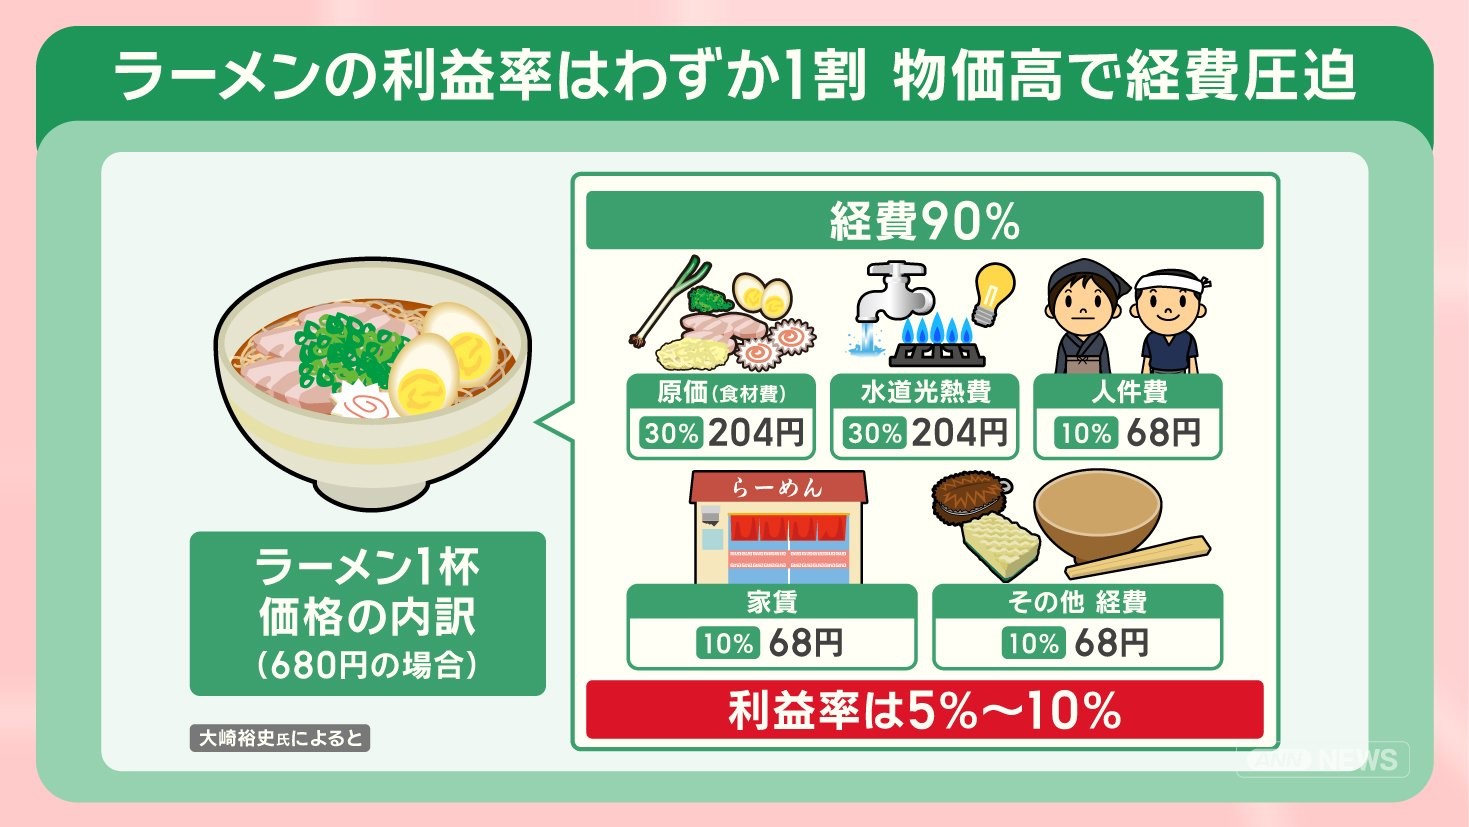 ラーメンの利益率はわずか1割 物価高で経費圧迫
経費90%
原価(食材費)
30% 204円
水道光熱費
30% 204円
人件費
10% 68円
らーめん
家賃
10% 68円
その他 経費
10% 68円
利益率は5%〜10%
ラーメン1杯
価格の内訳
(680円の場合)
大崎裕史氏によると
ANN NEWS